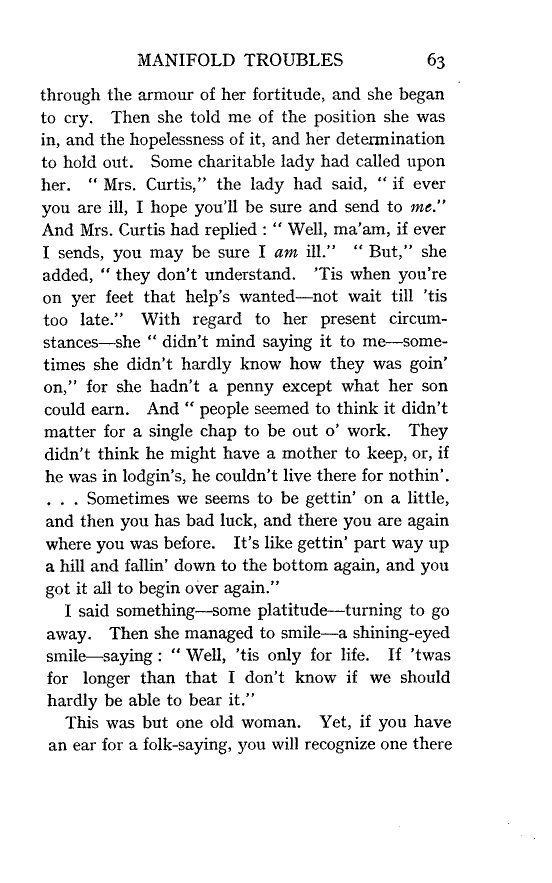 MANIFOLD TROUBLES 63
through the armour of her fortitude, and she began
to cry. Then she told me of the position she was
in, and the hopelessness of it, and her determination
to hold out. Some charitable lady had called upon
her. “ Mrs. Curtis,” the lady had said, “ if ever
you are ill, I hope you'll be sure and send to me.”
And Mrs. Curtis had replied : “ Well, ma'am, if ever
I sends, you may be sure I am ill.” “ But,” she
added, “ they don't understand. 'Tis when you're
on yer feet that help's wanted—not wait till 'tis
too late.” With regard to her present circum-
stances—she “ didn't mind saying it to me—some-
times she didn't hardly know how they was goin'
on,” for she hadn't a penny except what her son
could earn. And “ people seemed to think it didn't
matter for a single chap to be out o' work. They
didn't think he might have a mother to keep, or, if
he was in lodgin's, he couldn't live there for nothin'.
. . . Sometimes we seems to be gettin' on a little,
and then you has bad luck, and there you are again
where you was before. It's like gettin' part way up
a hill and fallin' down to the bottom again, and you
got it all to begin over again.”
I said something—some platitude—turning to go
away. Then she managed to smile—a shining-eyed
smile—saying : “ Well, 'tis only for life. If 'twas
for longer than that I don't know if we should
hardly be able to bear it.”
This was but one old woman. Yet, if you have
an ear for a folk-saying, you will recognize one there